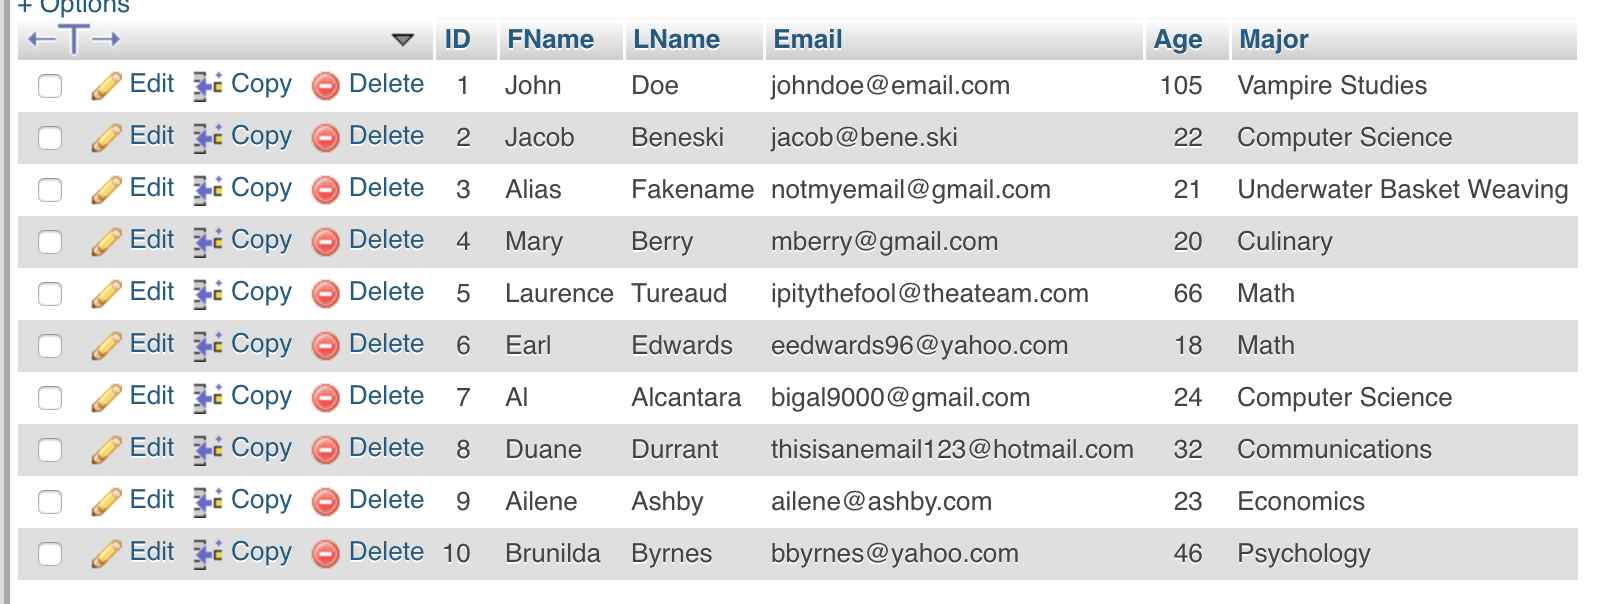 + Options
←T→ ID FName LName Email Age Major
Edit Copy Delete 1 John Doe johndoe@email.com 105 Vampire Studies
Edit Copy Delete 2 Jacob Beneski jacob@bene.ski 22 Computer Science
Edit Copy Delete 3 Alias Fakename notmyemail@gmail.com 21 Underwater Basket Weaving
Edit Copy Delete 4 Mary Berry mberry@gmail.com 20 Culinary
Edit Copy Delete 5 Laurence Tureaud ipitythefool@theateam.com 66 Math
Edit Copy Delete 6 Earl Edwards eedwards96@yahoo.com 18 Math
Edit Copy Delete 7 Al Alcantara bigal9000@gmail.com 24 Computer Science
Edit Copy Delete 8 Duane Durrant thisisanemail123@hotmail.com 32 Communications
Edit Copy Delete 9 Ailene Ashby ailene@ashby.com 23 Economics
Edit Copy Delete 10 Brunilda Byrnes bbyrnes@yahoo.com 46 Psychology